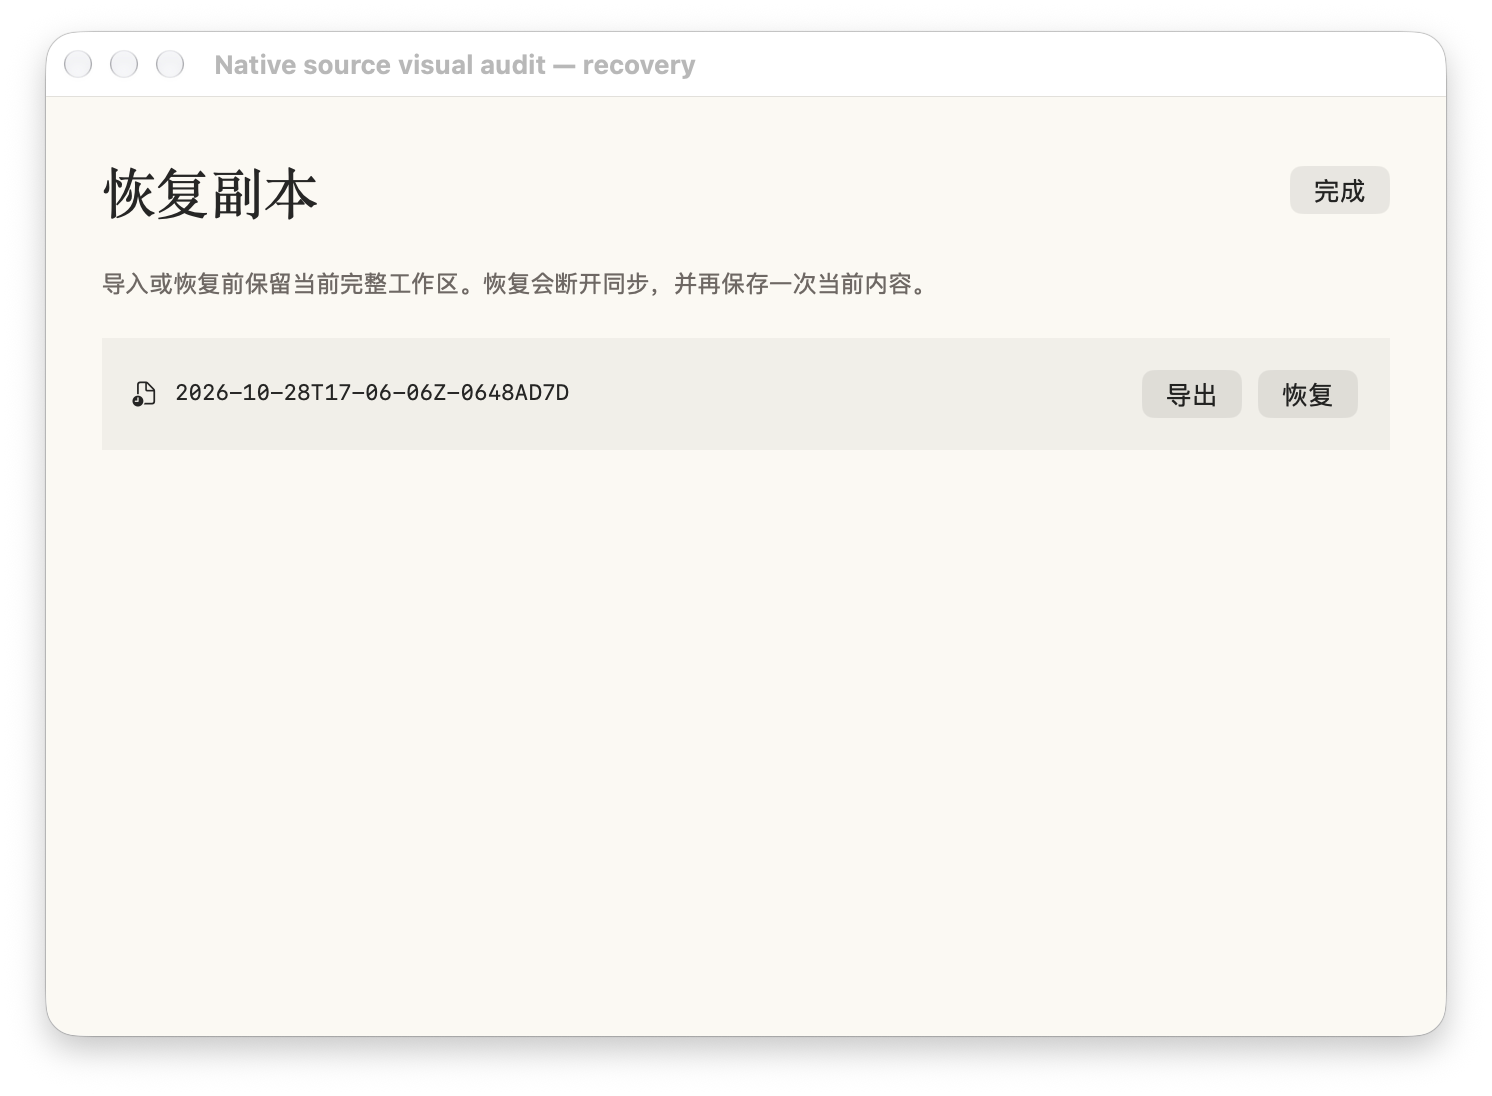 Native source visual audit — recovery
恢复副本
完成
导入或恢复前保留当前完整工作区。恢复会断开同步，并再保存一次当前内容。
2026-10-28T17-06-06Z-0648AD7D
导出
恢复